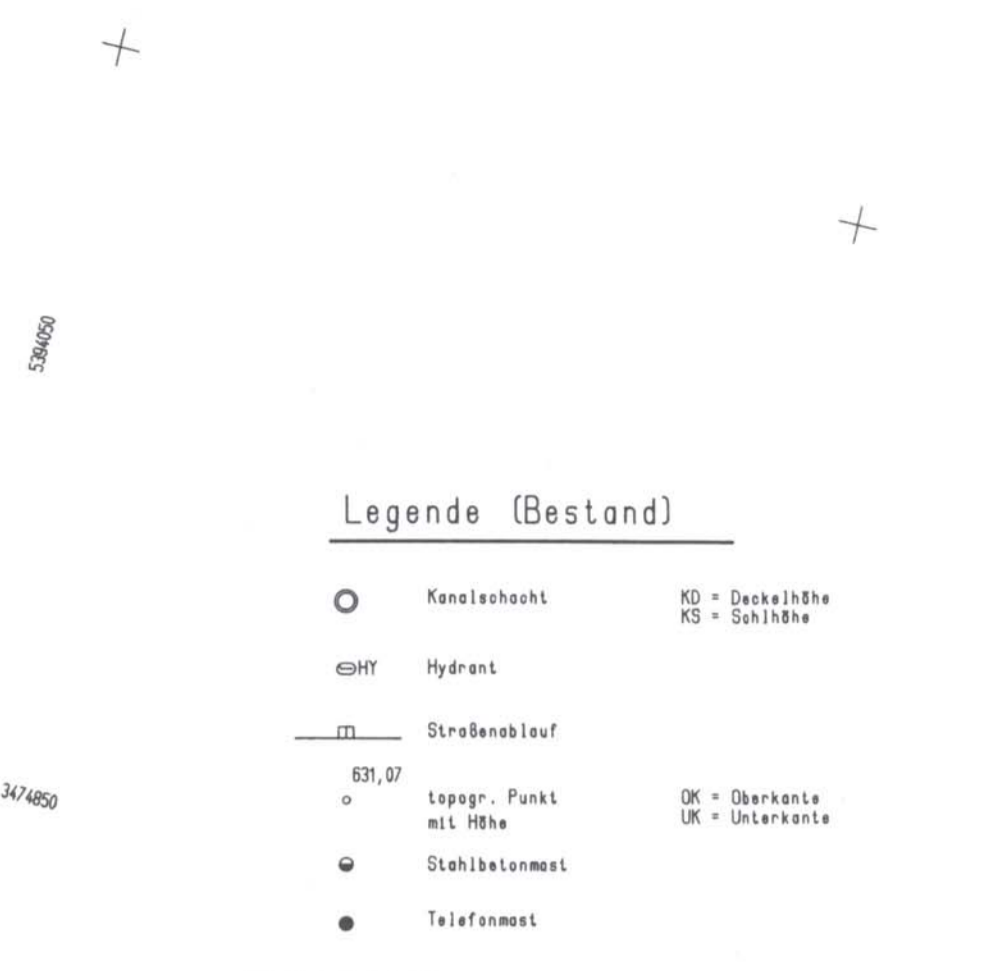 5394050
Legende (Bestand)
Kanalschacht
KD = Deckelhöhe
KS = Sohlhöhe
HY
Hydrant
Straßenablauf
631,07
3474850
topogr. Punkt
mit Höhe
OK = Oberkante
UK = Unterkante
Stahlbetonmast
Telefonmast